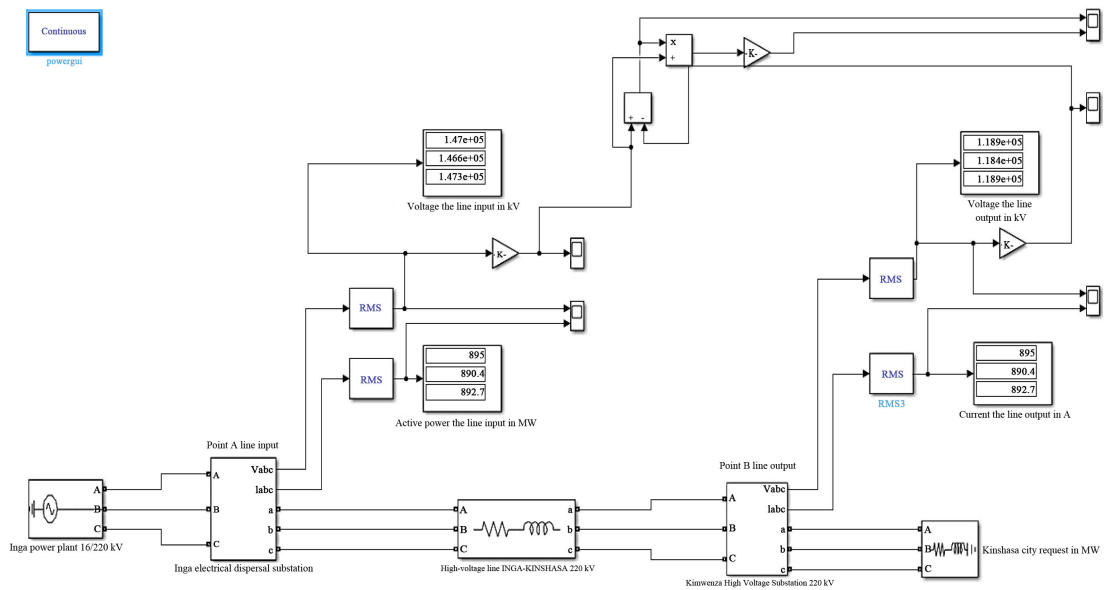 Continuous
powergui
x
÷
-K-
+ -
1.47e+05
1.466e+05
1.473e+05
Voltage the line input in kV
1.189e+05
1.184e+05
1.189e+05
Voltage the line
output in kV
-K-
-K-
RMS
RMS
RMS
895
890.4
892.7
Active power the line input in MW
RMS
RMS3
895
890.4
892.7
Current the line output in A
Point A line input
A
B
C
Vabc
Iabc
a
b
c
A
B
C
Inga power plant 16/220 kV
Inga electrical dispersal substation
A
B
C
a
b
c
High-voltage line INGA-KINSHASA 220 kV
Point B line output
A
B
C
Vabc
Iabc
a
b
c
Kimwenza High Voltage Substation 220 kV
A
B
C
Kinshasa city request in MW